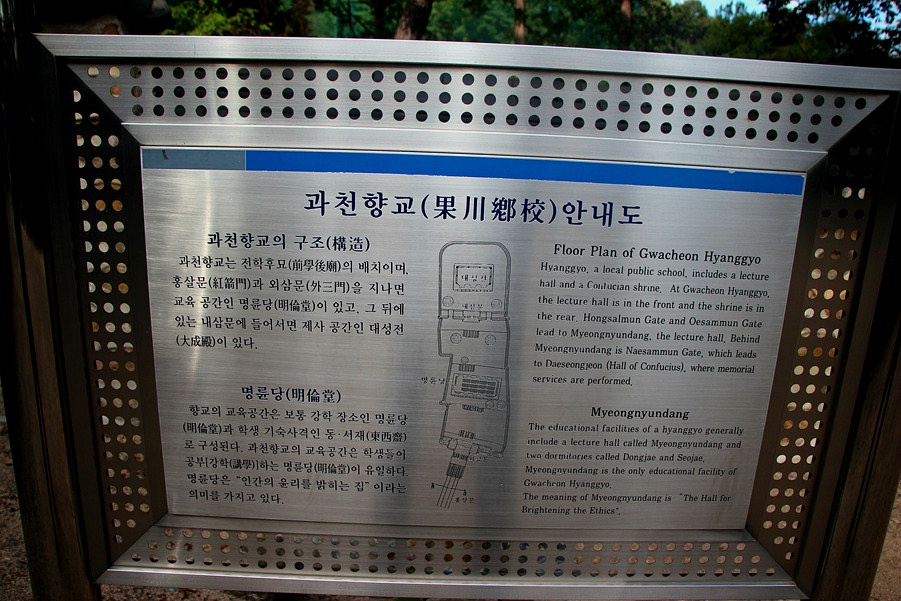 과천향교(果川鄕校)안내도
과천향교의 구조(構造)
과천향교는 전학후묘(前學後廟)의 배치이며,
홍살문(紅箭門)과 외삼문(外三門)을 지나면
교육 공간인 명륜당(明倫堂)이 있고, 그 뒤에
있는 내삼문에 들어서면 제사 공간인 대성전
(大成殿)이 있다.
명륜당(明倫堂)
향교의 교육공간은 보통 강학 장소인 명륜당
(明倫堂)과 학생 기숙사격인 동·서재(東西齋)
로 구성된다. 과천향교의 교육공간은 학생들이
공부[강학(講學)]하는 명륜당(明倫堂)이 유일하다.
명륜당은 “인간의 윤리를 밝히는 집” 이라는
의미를 가지고 있다.
대성전
내삼문
명륜당
홍살문
Floor Plan of Gwacheon Hyanggyo
Hyanggyo, a local public school, includes a lecture
hall and a Confucian shrine. At Gwacheon Hyanggyo,
the lecture hall is in the front and the shrine is in
the rear. Hongsalmun Gate and Oesammun Gate
lead to Myeongnyundang, the lecture hall. Behind
Myeongnyundang is Naesammun Gate, which leads
to Daeseongjeon (Hall of Confucius), where memorial
services are performed.
Myeongnyundang
The educational facilities of a hyanggyo generally
include a lecture hall called Myeongnyundang and
two dormitories called Dongjae and Seojae.
Myeongnyundang is the only educational facility of
Gwacheon Hyanggyo.
The meaning of Myeongnyundang is “The Hall for
Brightening the Ethics”.